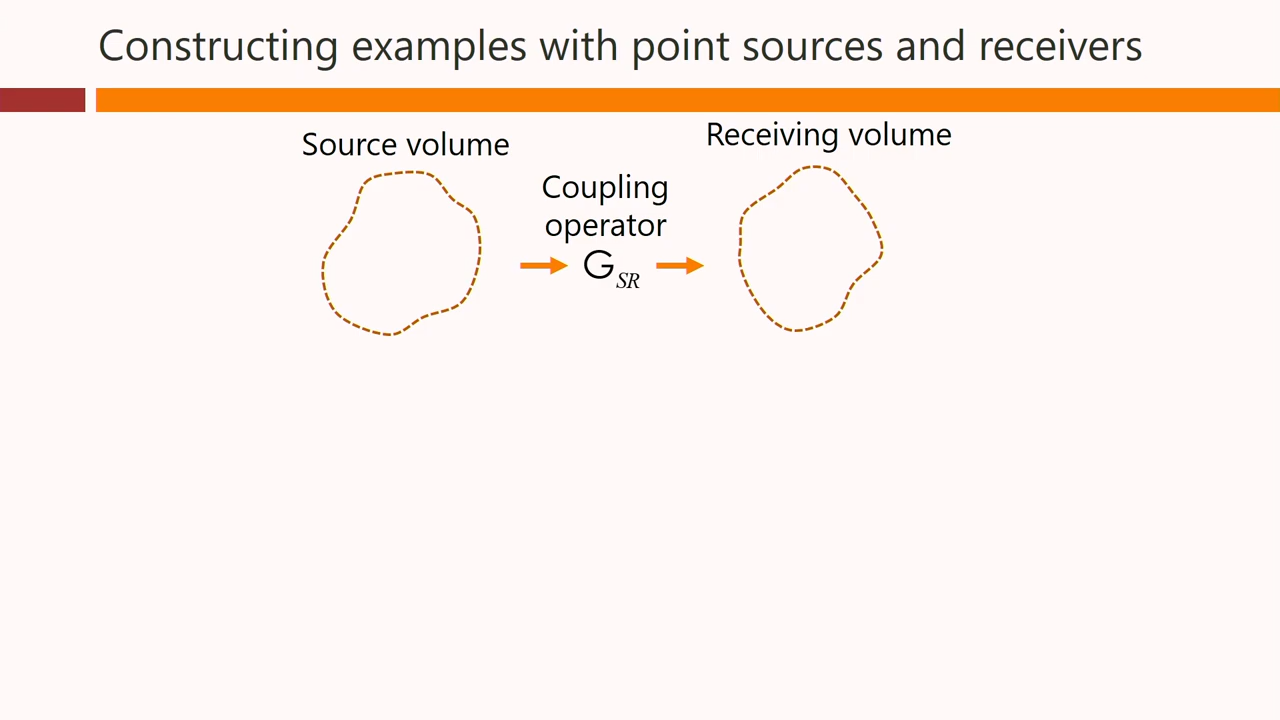 Constructing examples with point sources and receivers
Source volume
Receiving volume
Coupling
operator
G_SR